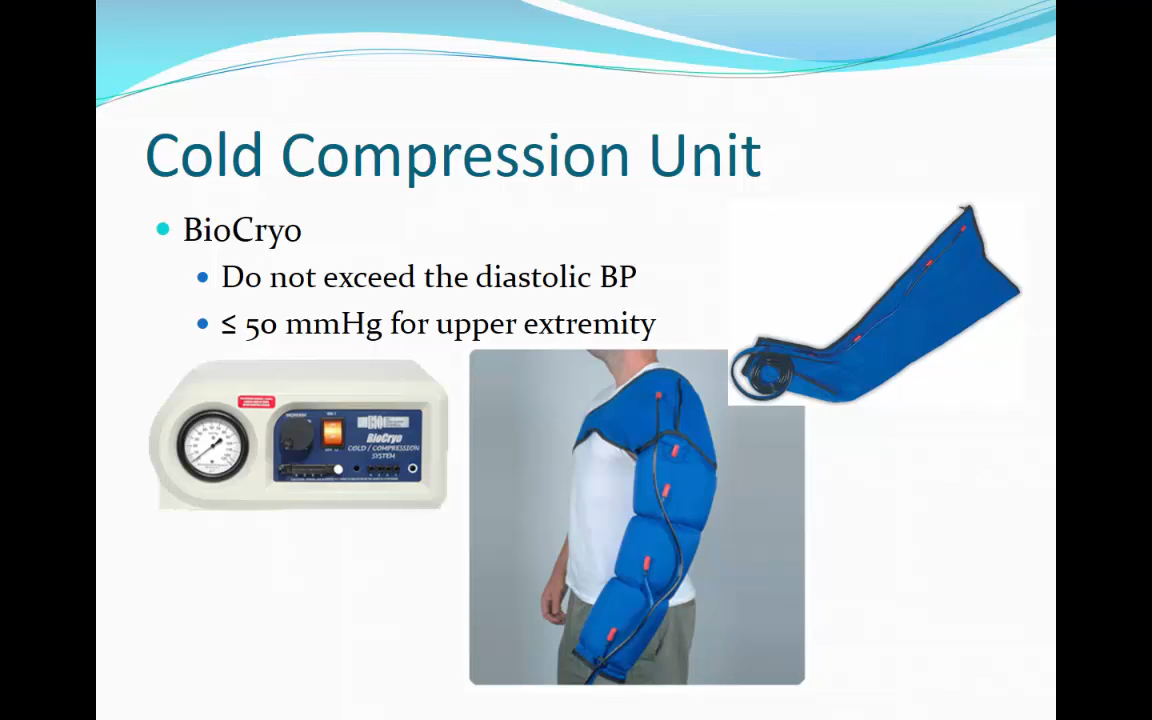 Cold Compression Unit
BioCryo
Do not exceed the diastolic BP
≤ 50 mmHg for upper extremity
BIO
BioCryo
COLD / COMPRESSION
SYSTEM